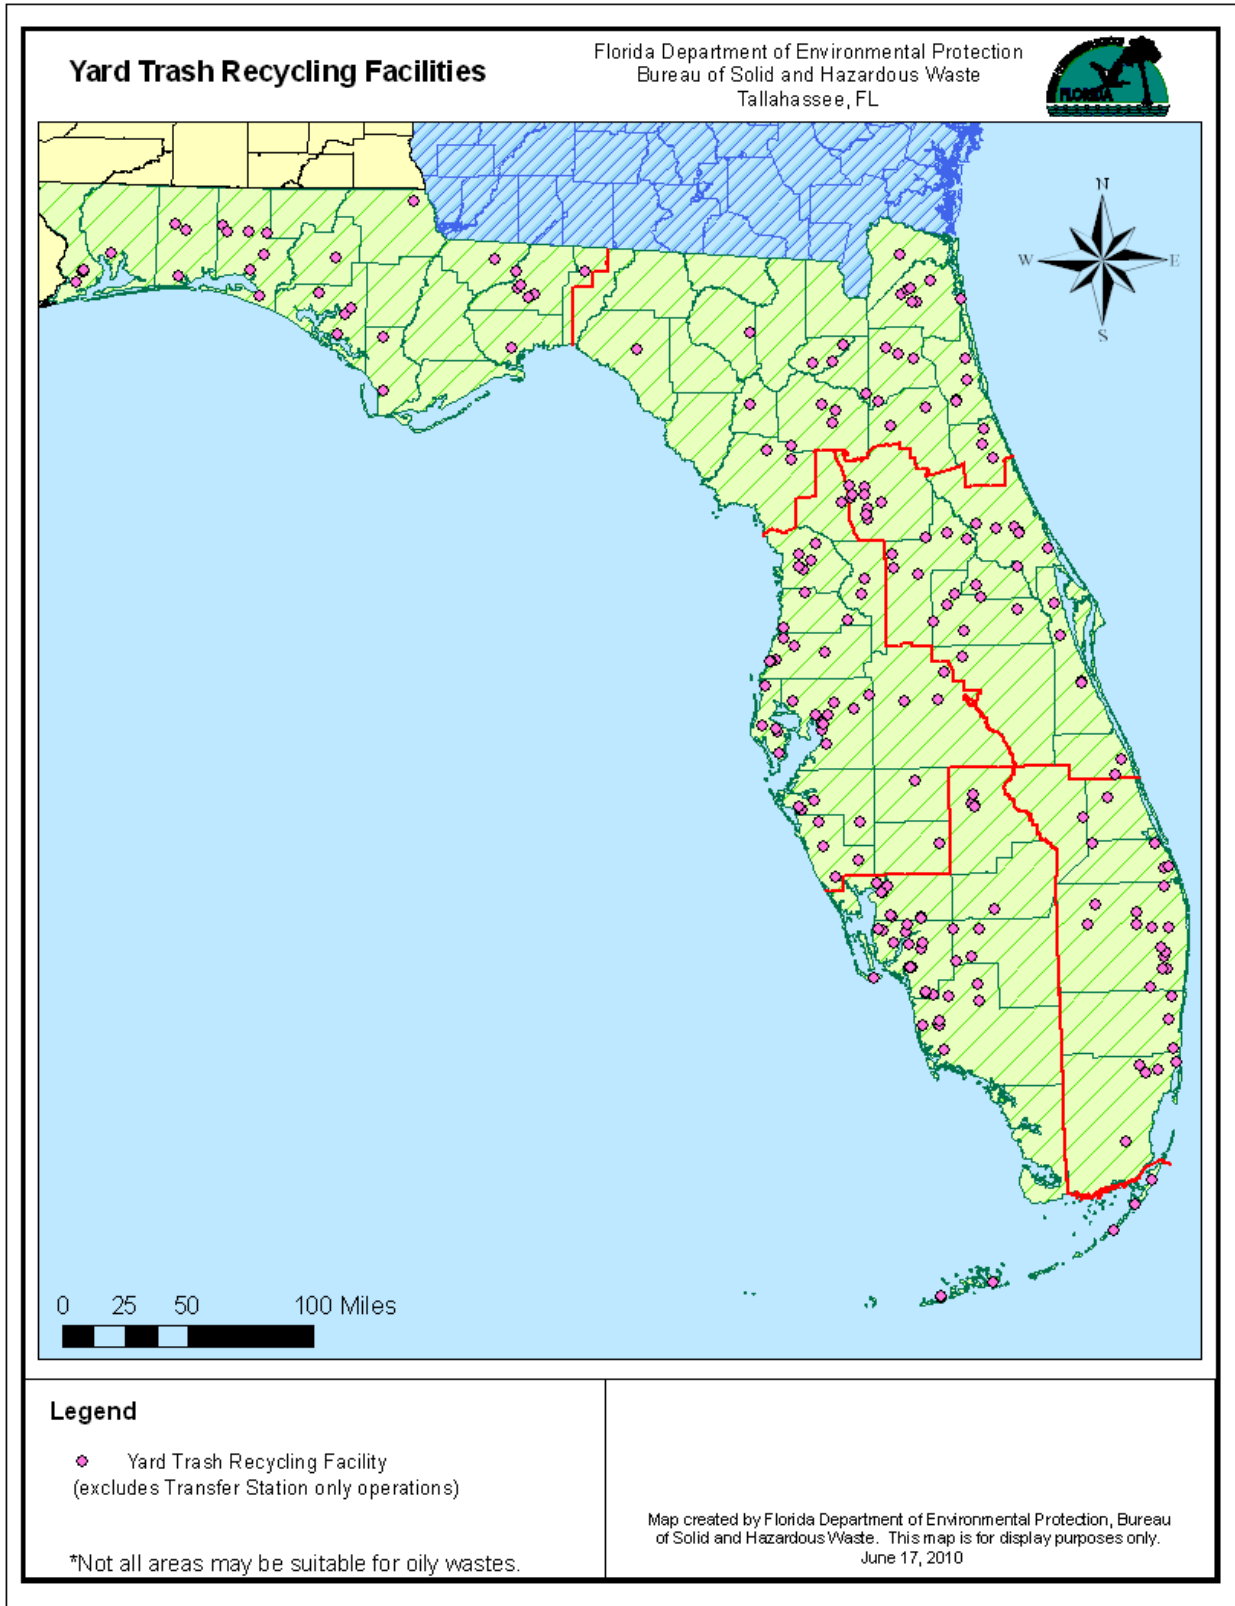 Yard Trash Recycling Facilities
Florida Department of Environmental Protection
Bureau of Solid and Hazardous Waste
Tallahassee, FL
FLORIDA
N
W
E
S
0 25 50 100 Miles
Legend
Yard Trash Recycling Facility
(excludes Transfer Station only operations)
*Not all areas may be suitable for oily wastes.
Map created by Florida Department of Environmental Protection, Bureau
of Solid and Hazardous Waste. This map is for display purposes only.
June 17, 2010